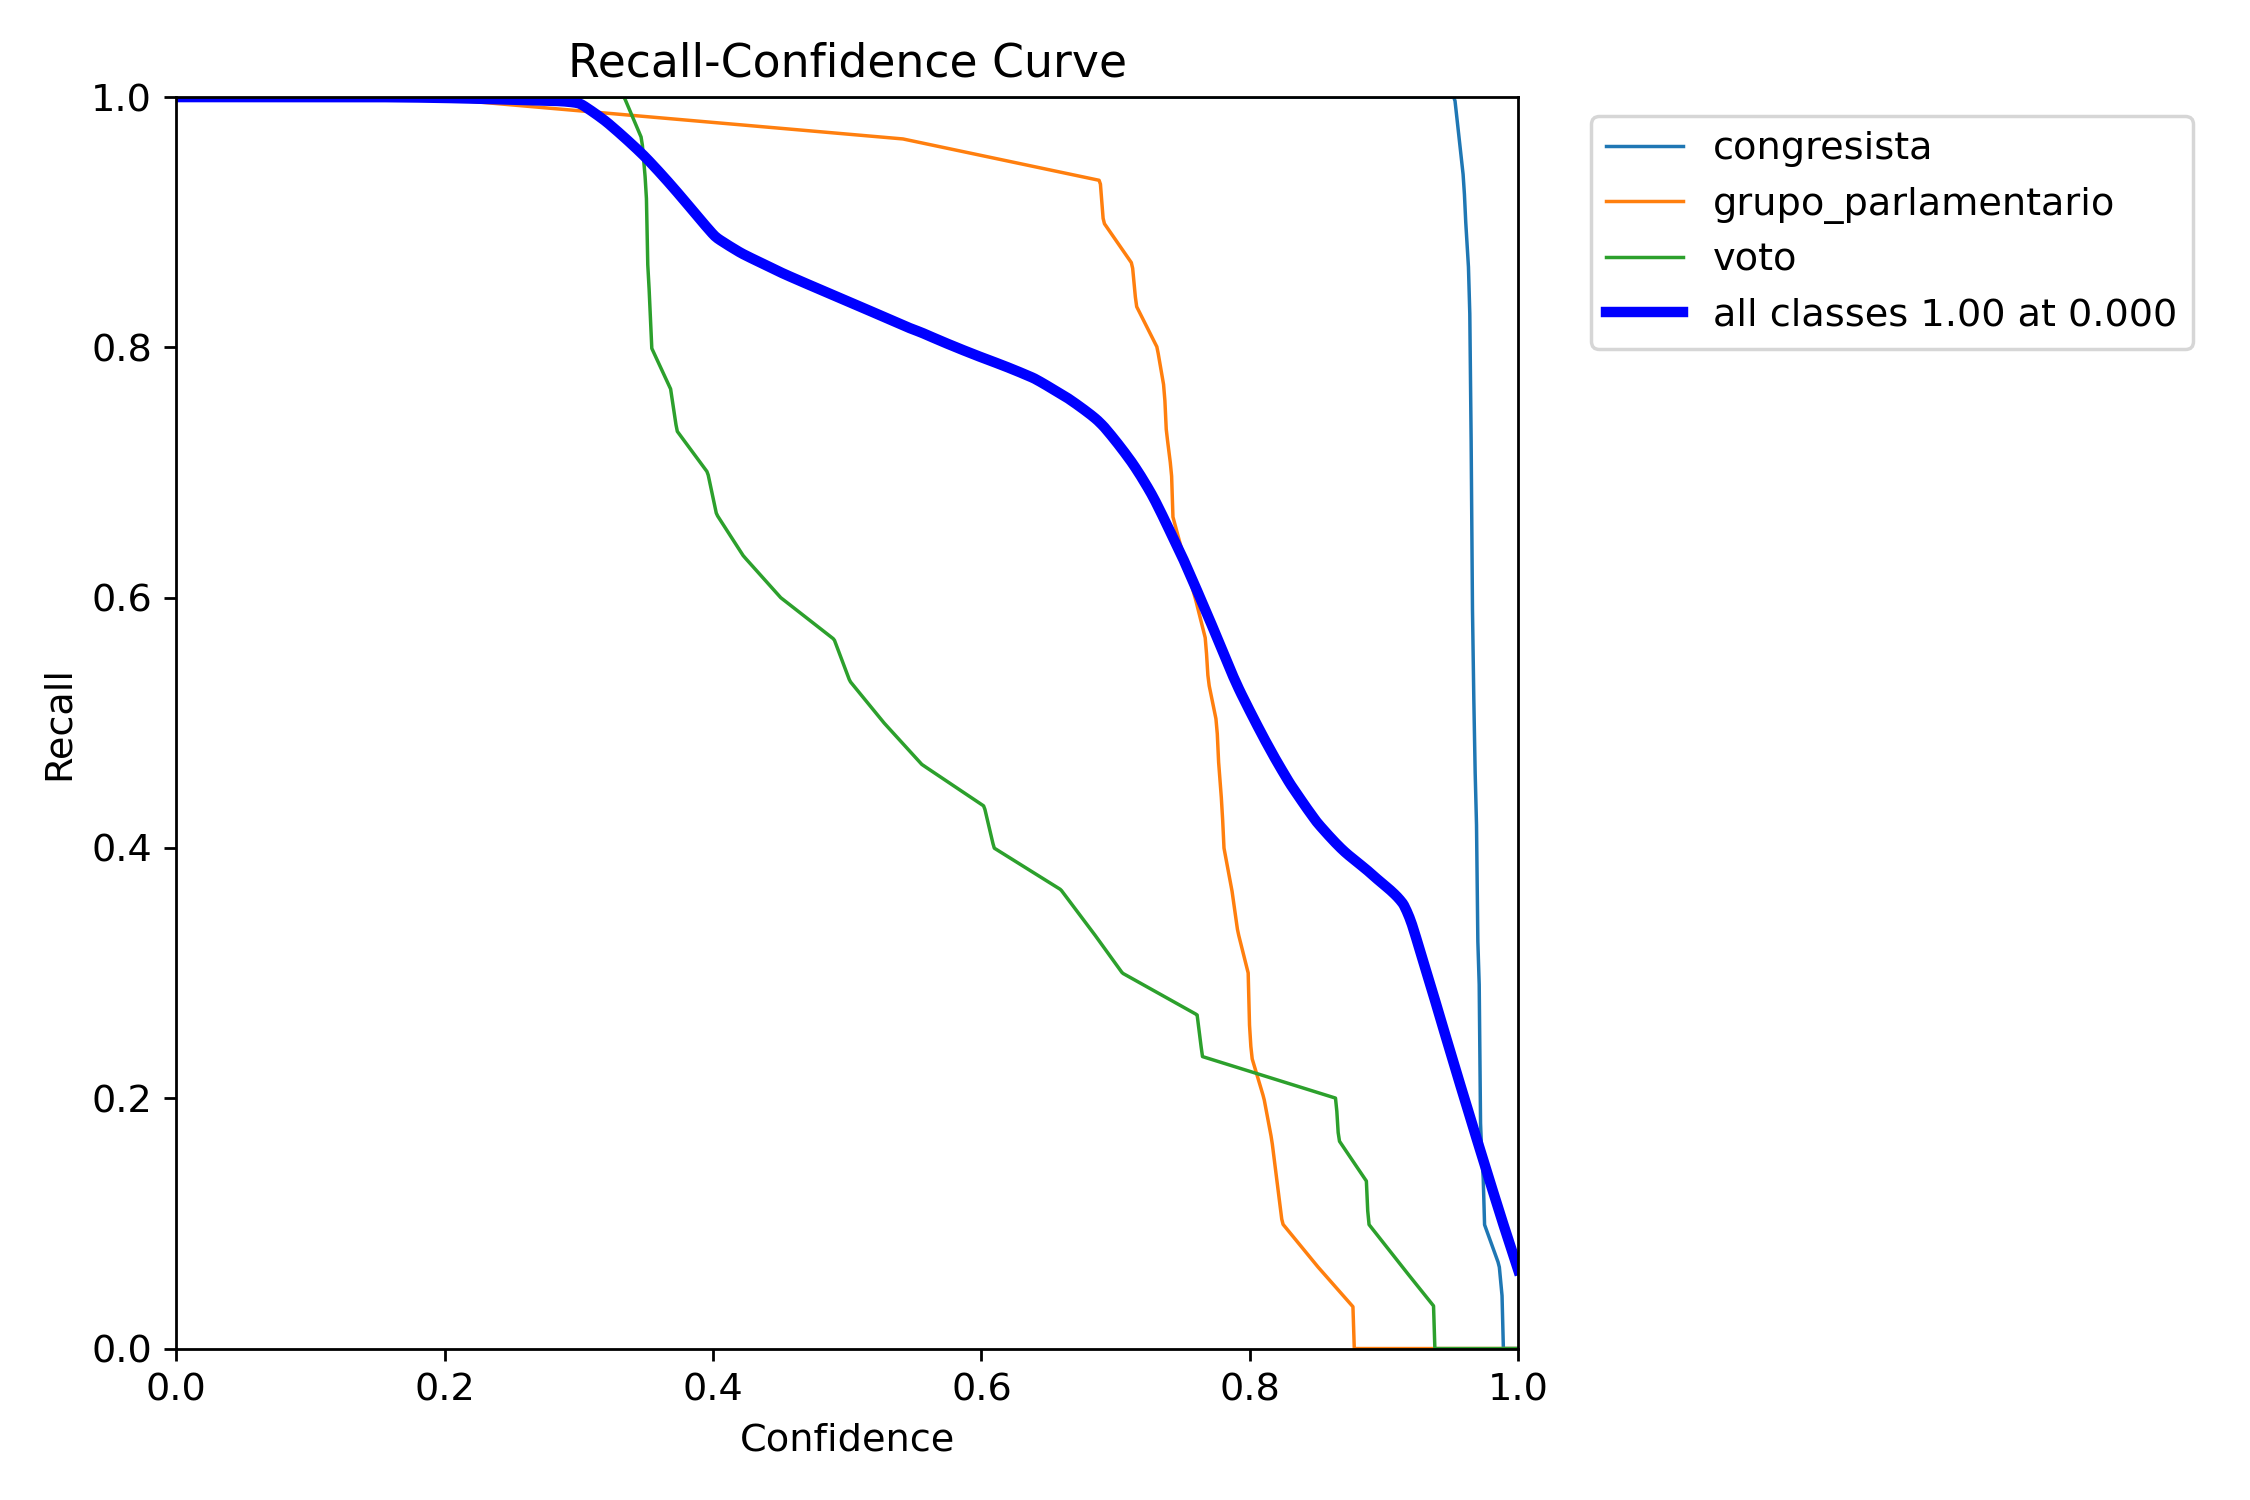 Recall-Confidence Curve
1.0
0.8
0.6
0.4
0.2
0.0
Recall
0.0 0.2 0.4 0.6 0.8 1.0
Confidence
congresista
grupo_parlamentario
voto
all classes 1.00 at 0.000